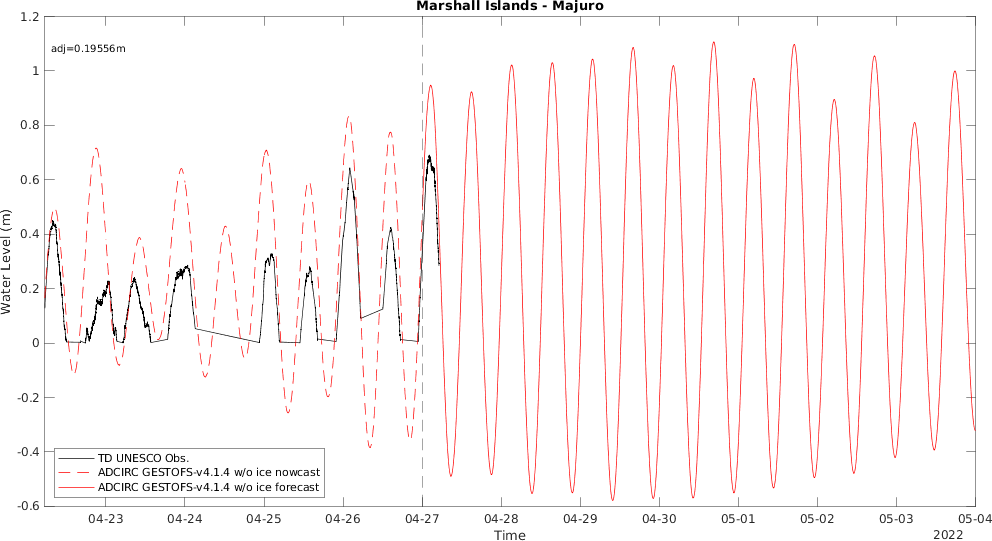 Marshall Islands - Majuro
adj=0.19556m
1.2
1
0.8
0.6
0.4
0.2
0
-0.2
-0.4
-0.6
Water Level (m)
TD UNESCO Obs.
ADCIRC GESTOFS-v4.1.4 w/o ice nowcast
ADCIRC GESTOFS-v4.1.4 w/o ice forecast
04-23 04-24 04-25 04-26 04-27 04-28 04-29 04-30 05-01 05-02 05-03 05-04
Time
2022